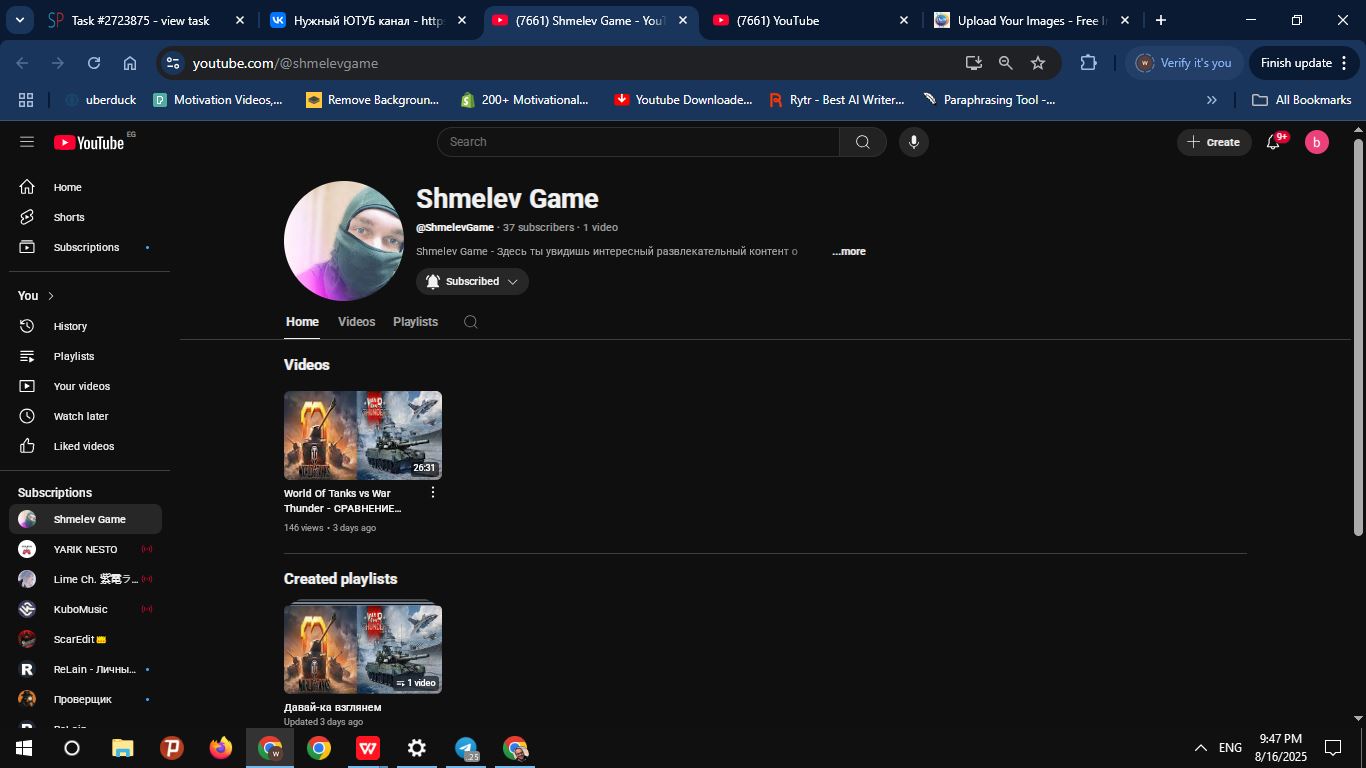 Task #2723875 - view task
Нужный ЮТУБ канал - http
(7661) Shmelev Game - YouT
(7661) YouTube
Upload Your Images - Free I
youtube.com/@shmelevgame
Verify it's you
Finish update
uberduck
Motivation Videos,...
Remove Backgroun...
200+ Motivational...
Youtube Downloade...
Rytr - Best AI Writer...
Paraphrasing Tool -...
All Bookmarks
YouTube EG
Search
Create
9+
b
Home
Shorts
Subscriptions
You
History
Playlists
Your videos
Watch later
Liked videos
Subscriptions
Shmelev Game
YARIK NESTO
Lime Ch. 紫竜ラ...
KuboMusic
ScarEdit
ReLain - Личны...
Проверщик
ReLain
Shmelev Game
@ShmelevGame · 37 subscribers · 1 video
Shmelev Game - Здесь ты увидишь интересный развлекательный контент о ...more
Subscribed
Home
Videos
Playlists
Videos
WAR THUNDER
26:31
World Of Tanks vs War
Thunder - СРАВНЕНИЕ...
146 views • 3 days ago
Created playlists
1 video
Давай-ка взглянем
Updated 3 days ago
25
ENG
9:47 PM
8/16/2025